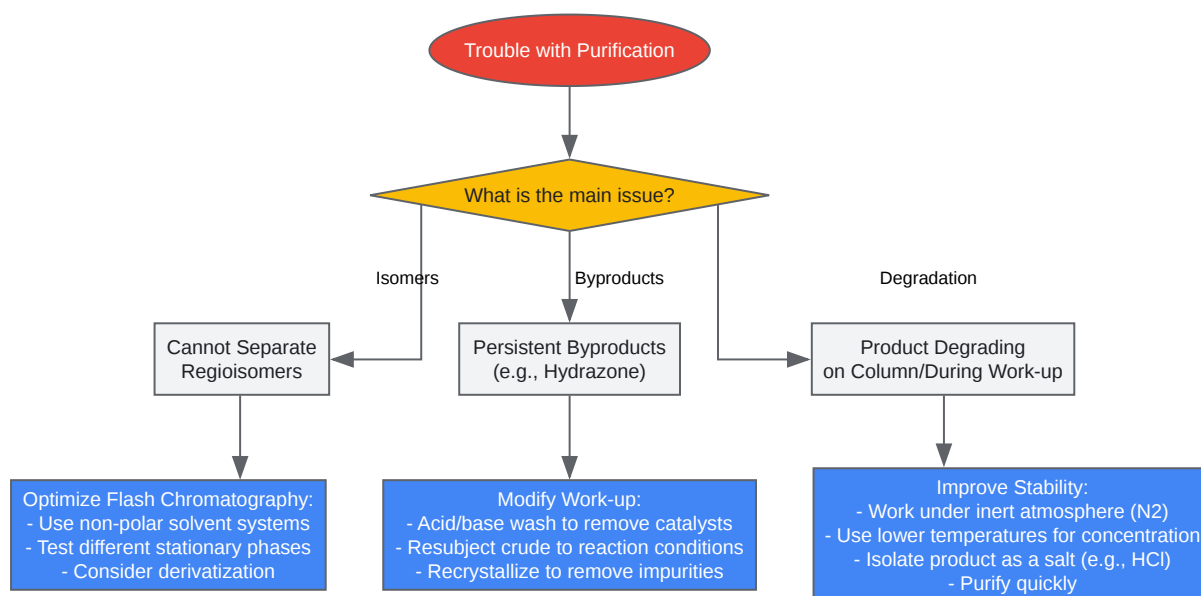 Trouble with Purification
What is the main issue?
Isomers
Byproducts
Degradation
Cannot Separate
Regioisomers
Persistent Byproducts
(e.g., Hydrazone)
Product Degrading
on Column/During Work-up
Optimize Flash Chromatography:
- Use non-polar solvent systems
- Test different stationary phases
- Consider derivatization
Modify Work-up:
- Acid/base wash to remove catalysts
- Resubject crude to reaction conditions
- Recrystallize to remove impurities
Improve Stability:
- Work under inert atmosphere (N2)
- Use lower temperatures for concentration
- Isolate product as a salt (e.g., HCl)
- Purify quickly